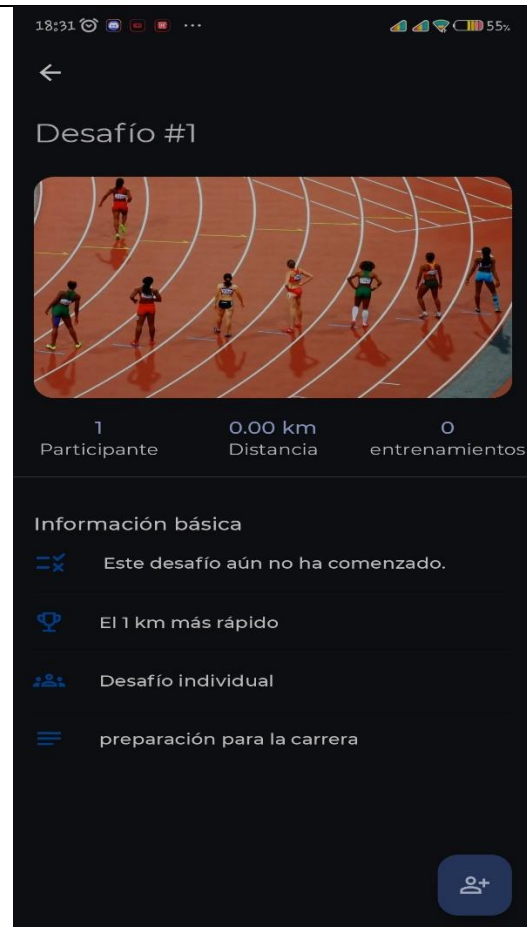 18:31
55%
Desafío #1
1 0.00 km 0
Participante Distancia entrenamientos
Información básica
Este desafío aún no ha comenzado.
El 1 km más rápido
Desafío individual
preparación para la carrera